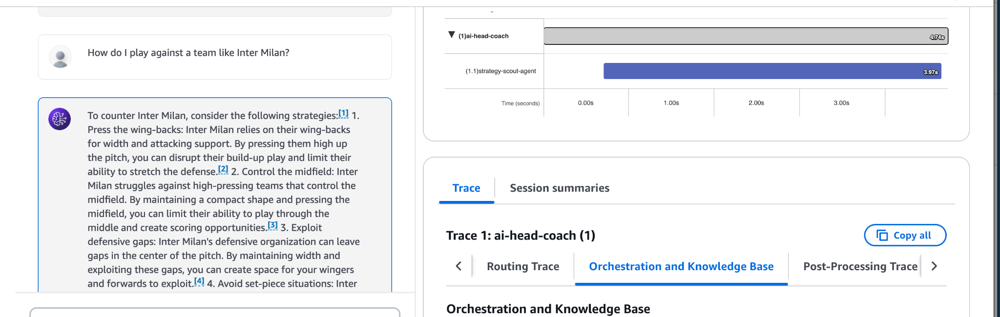 How do I play against a team like Inter Milan?
To counter Inter Milan, consider the following strategies:[1] 1.
Press the wing-backs: Inter Milan relies on their wing-backs
for width and attacking support. By pressing them high up
the pitch, you can disrupt their build-up play and limit their
ability to stretch the defense.[2] 2. Control the midfield: Inter
Milan struggles against high-pressing teams that control the
midfield. By maintaining a compact shape and pressing the
midfield, you can limit their ability to play through the
middle and create scoring opportunities.[3] 3. Exploit
defensive gaps: Inter Milan's defensive organization can leave
gaps in the center of the pitch. By maintaining width and
exploiting these gaps, you can create space for your wingers
and forwards to exploit.[4] 4. Avoid set-piece situations: Inter
(1)ai-head-coach 4.74s
(1.1)strategy-scout-agent 3.97s
Time (seconds) 0.00s 1.00s 2.00s 3.00s
Trace Session summaries
Trace 1: ai-head-coach (1) Copy all
Routing Trace Orchestration and Knowledge Base Post-Processing Trace
Orchestration and Knowledge Base